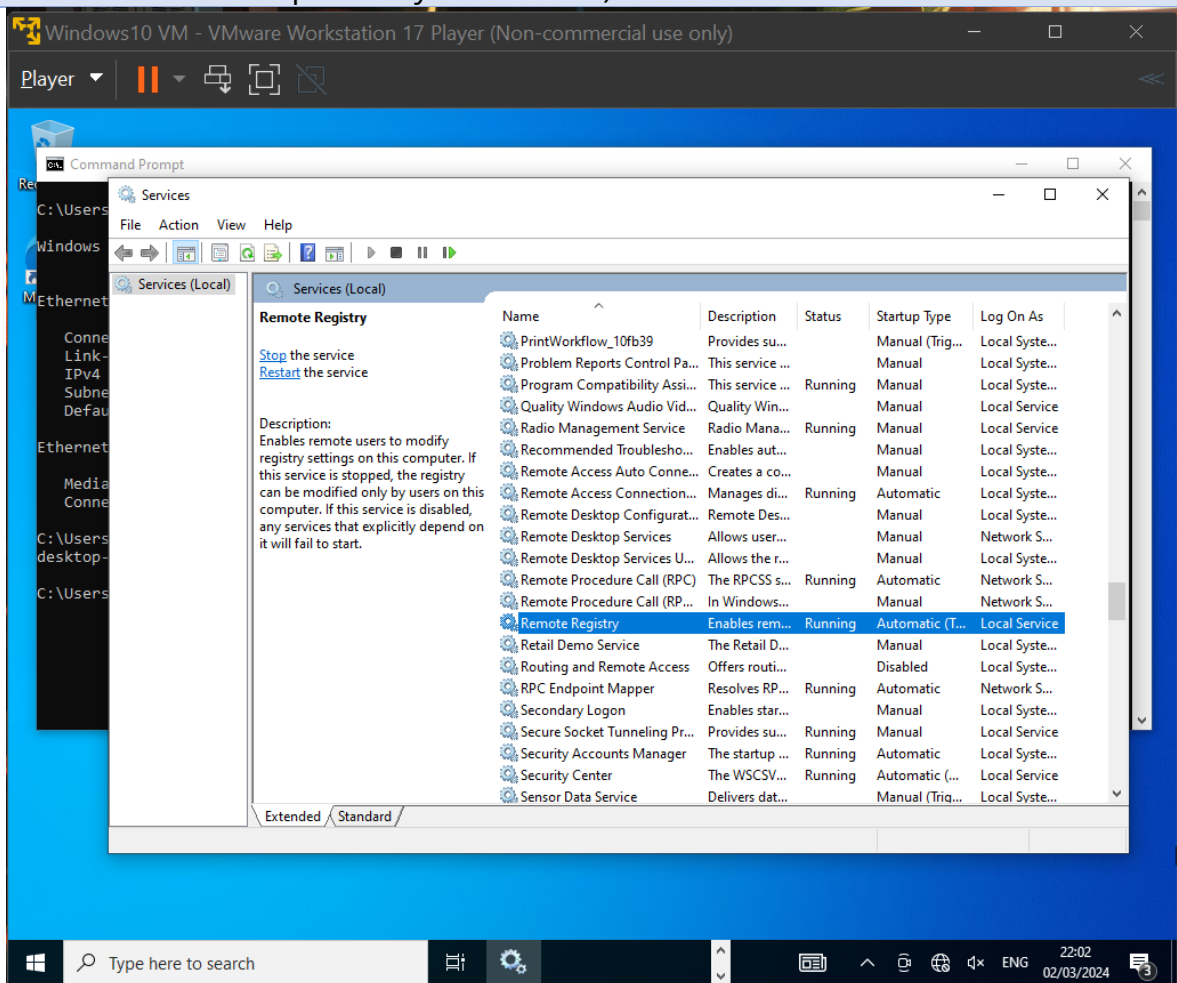 Windows10 VM - VMware Workstation 17 Player (Non-commercial use only)
Player
Command Prompt
C:\Users
Windows
Ethernet
Conne
Link-
IPv4
Subne
Defau
Ethernet
Media
Conne
C:\Users
desktop-
C:\Users
Services
File Action View Help
Services (Local)
Services (Local)
Remote Registry
Stop the service
Restart the service
Description:
Enables remote users to modify
registry settings on this computer. If
this service is stopped, the registry
can be modified only by users on this
computer. If this service is disabled,
any services that explicitly depend on
it will fail to start.
Name Description Status Startup Type Log On As
PrintWorkflow_10fb39 Provides su... Manual (Trig... Local Syste...
Problem Reports Control Pa... This service ... Manual Local Syste...
Program Compatibility Assi... This service ... Running Manual Local Syste...
Quality Windows Audio Vid... Quality Win... Manual Local Service
Radio Management Service Radio Mana... Running Manual Local Service
Recommended Troublesho... Enables aut... Manual Local Syste...
Remote Access Auto Conne... Creates a co... Manual Local Syste...
Remote Access Connection... Manages di... Running Automatic Local Syste...
Remote Desktop Configurat... Remote Des... Manual Local Syste...
Remote Desktop Services Allows user... Manual Network S...
Remote Desktop Services U... Allows the r... Manual Local Syste...
Remote Procedure Call (RPC) The RPCSS s... Running Automatic Network S...
Remote Procedure Call (RP... In Windows... Manual Network S...
Remote Registry Enables rem... Running Automatic (T... Local Service
Retail Demo Service The Retail D... Manual Local Syste...
Routing and Remote Access Offers routi... Disabled Local Syste...
RPC Endpoint Mapper Resolves RP... Running Automatic Network S...
Secondary Logon Enables star... Manual Local Syste...
Secure Socket Tunneling Pr... Provides su... Running Manual Local Service
Security Accounts Manager The startup ... Running Automatic Local Syste...
Security Center The WSCSV... Running Automatic (... Local Service
Sensor Data Service Delivers dat... Manual (Trig... Local Syste...
Extended Standard
Type here to search
ENG
22:02
02/03/2024
3